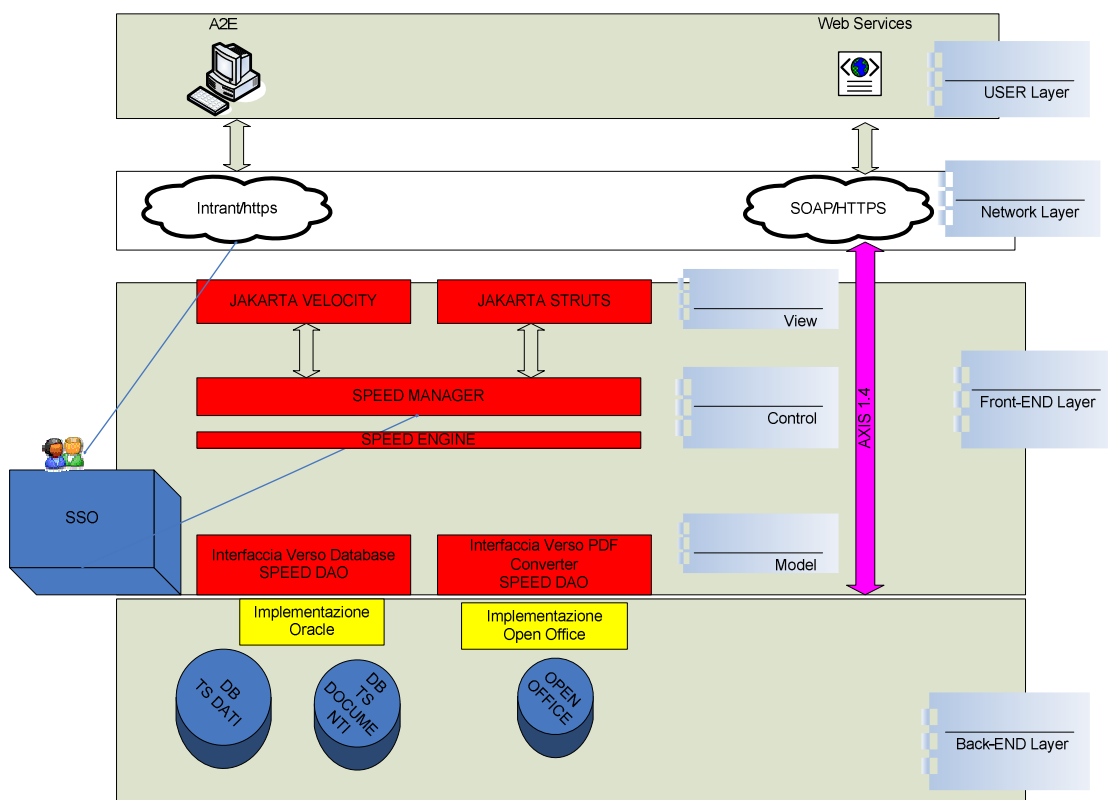 A2E
Web Services
USER Layer
Intrant/https
SOAP/HTTPS
Network Layer
JAKARTA VELOCITY
JAKARTA STRUTS
View
SPEED MANAGER
Control
Front-END Layer
AXIS 1.4
SPEED ENGINE
SSO
Interfaccia Verso Database
SPEED DAO
Interfaccia Verso PDF
Converter
SPEED DAO
Model
Implementazione
Oracle
Implementazione
Open Office
DB
TS DATI
DB
TS
DOCUME
NTI
OPEN
OFFICE
Back-END Layer